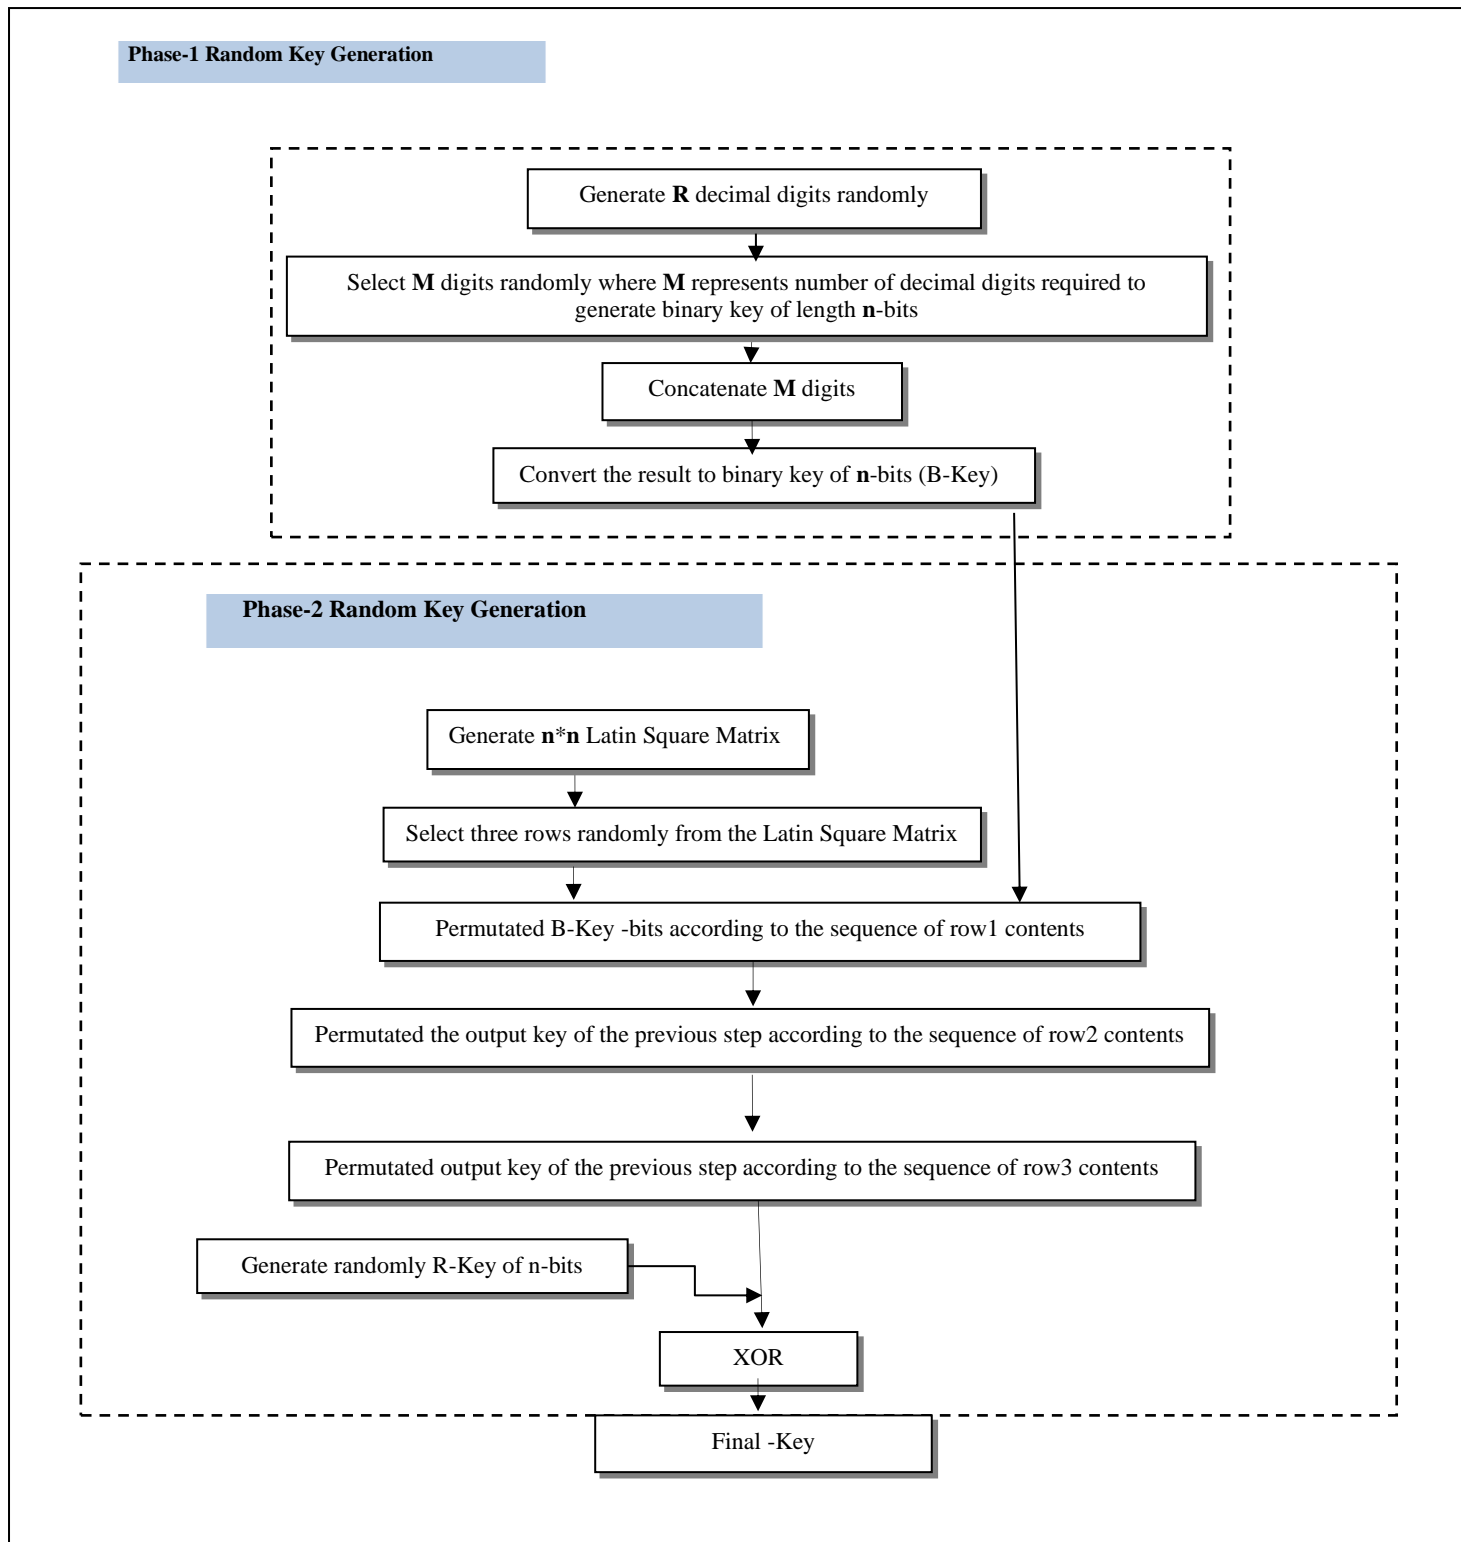 Phase-1 Random Key Generation
Generate R decimal digits randomly
Select M digits randomly where M represents number of decimal digits required to
generate binary key of length n-bits
Concatenate M digits
Convert the result to binary key of n-bits (B-Key)
Phase-2 Random Key Generation
Generate n*n Latin Square Matrix
Select three rows randomly from the Latin Square Matrix
Permutated B-Key -bits according to the sequence of row1 contents
Permutated the output key of the previous step according to the sequence of row2 contents
Permutated output key of the previous step according to the sequence of row3 contents
Generate randomly R-Key of n-bits
XOR
Final -Key